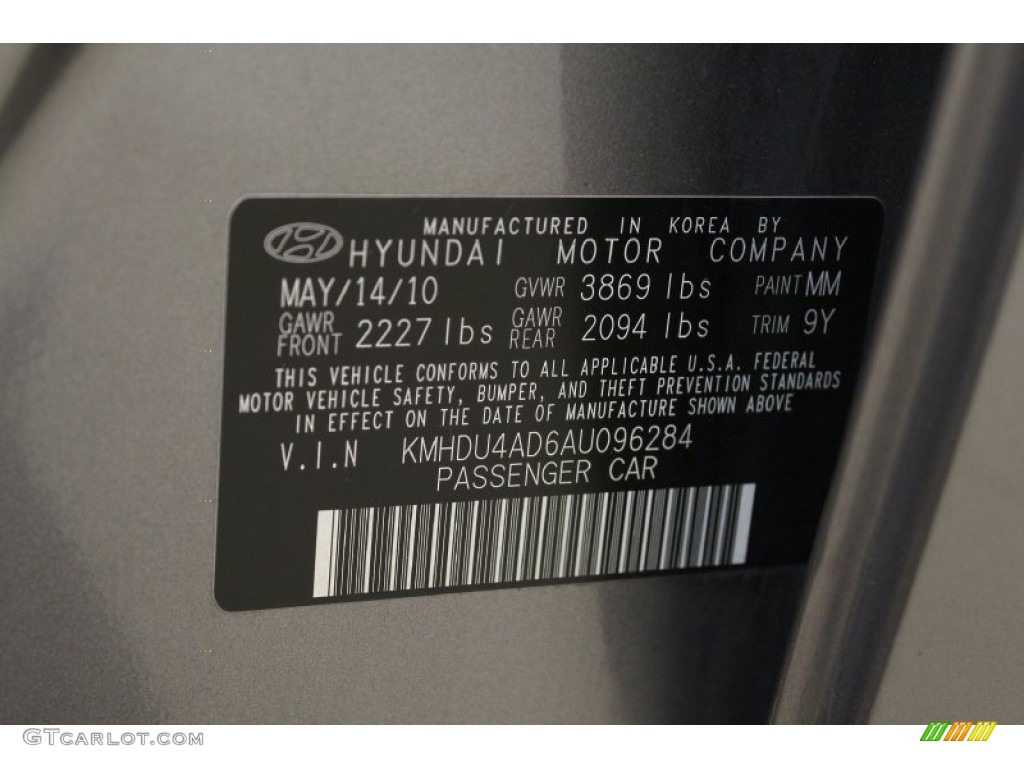 MANUFACTURED IN KOREA BY
HYUNDAI MOTOR COMPANY
MAY/14/10 GVWR 3869 lbs PAINT MM
GAWR FRONT 2227 lbs GAWR REAR 2094 lbs TRIM 9Y
THIS VEHICLE CONFORMS TO ALL APPLICABLE U.S.A. FEDERAL
MOTOR VEHICLE SAFETY, BUMPER, AND THEFT PREVENTION STANDARDS
IN EFFECT ON THE DATE OF MANUFACTURE SHOWN ABOVE
V.I.N KMHDU4AD6AU096284
PASSENGER CAR
GTCARLOT.COM